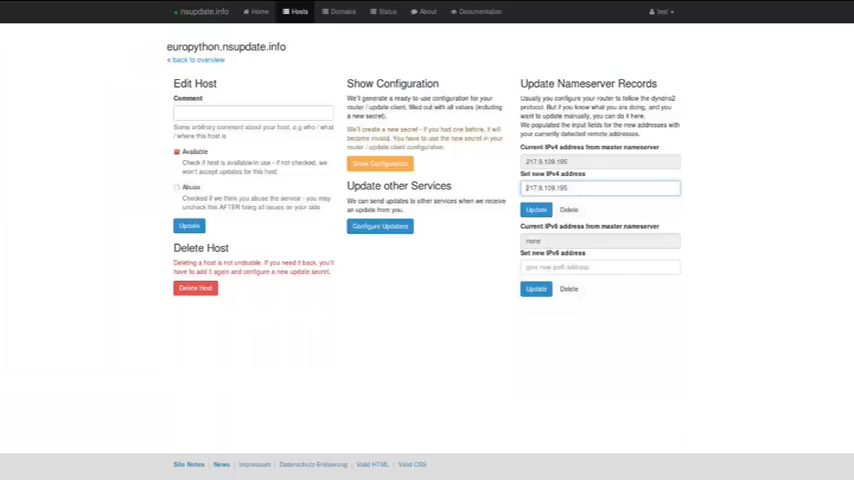 nsupdate.info Home Hosts Domains Status About Documentation test
europython.nsupdate.info
< back to overview
Edit Host
Comment
Some arbitrary comment about your host, e.g who / what
/ where this host is
Available
Check if host is available/in use - if not checked, we
won't accept updates for this host
Abuse
Checked if we think you abuse the service - you may
uncheck this AFTER fixing all issues on your side
Update
Delete Host
Deleting a host is not undoable. If you need it back, you'll
have to add it again and configure a new update secret.
Delete Host
Show Configuration
We'll generate a ready-to-use configuration for your
router / update client, filled out with all values (including
a new secret).
We'll create a new secret - if you had one before, it will
become invalid. You have to use the new secret in your
router / update client configuration.
Show Configuration
Update other Services
We can send updates to other services when we receive
an update from you.
Configure Updaters
Update Nameserver Records
Usually you configure your router to follow the dyndns2
protocol. But if you know what you are doing, and you
want to update manually, you can do it here.
We populated the input fields for the new addresses with
your currently detected remote addresses.
Current IPv4 address from master nameserver
217.9.109.195
Set new IPv4 address
217.9.109.195
Update Delete
Current IPv6 address from master nameserver
none
Set new IPv6 address
give new ipv6 address
Update Delete
Site Notes | News | Impressum | Datenschutz-Erklaerung | Valid HTML | Valid CSS